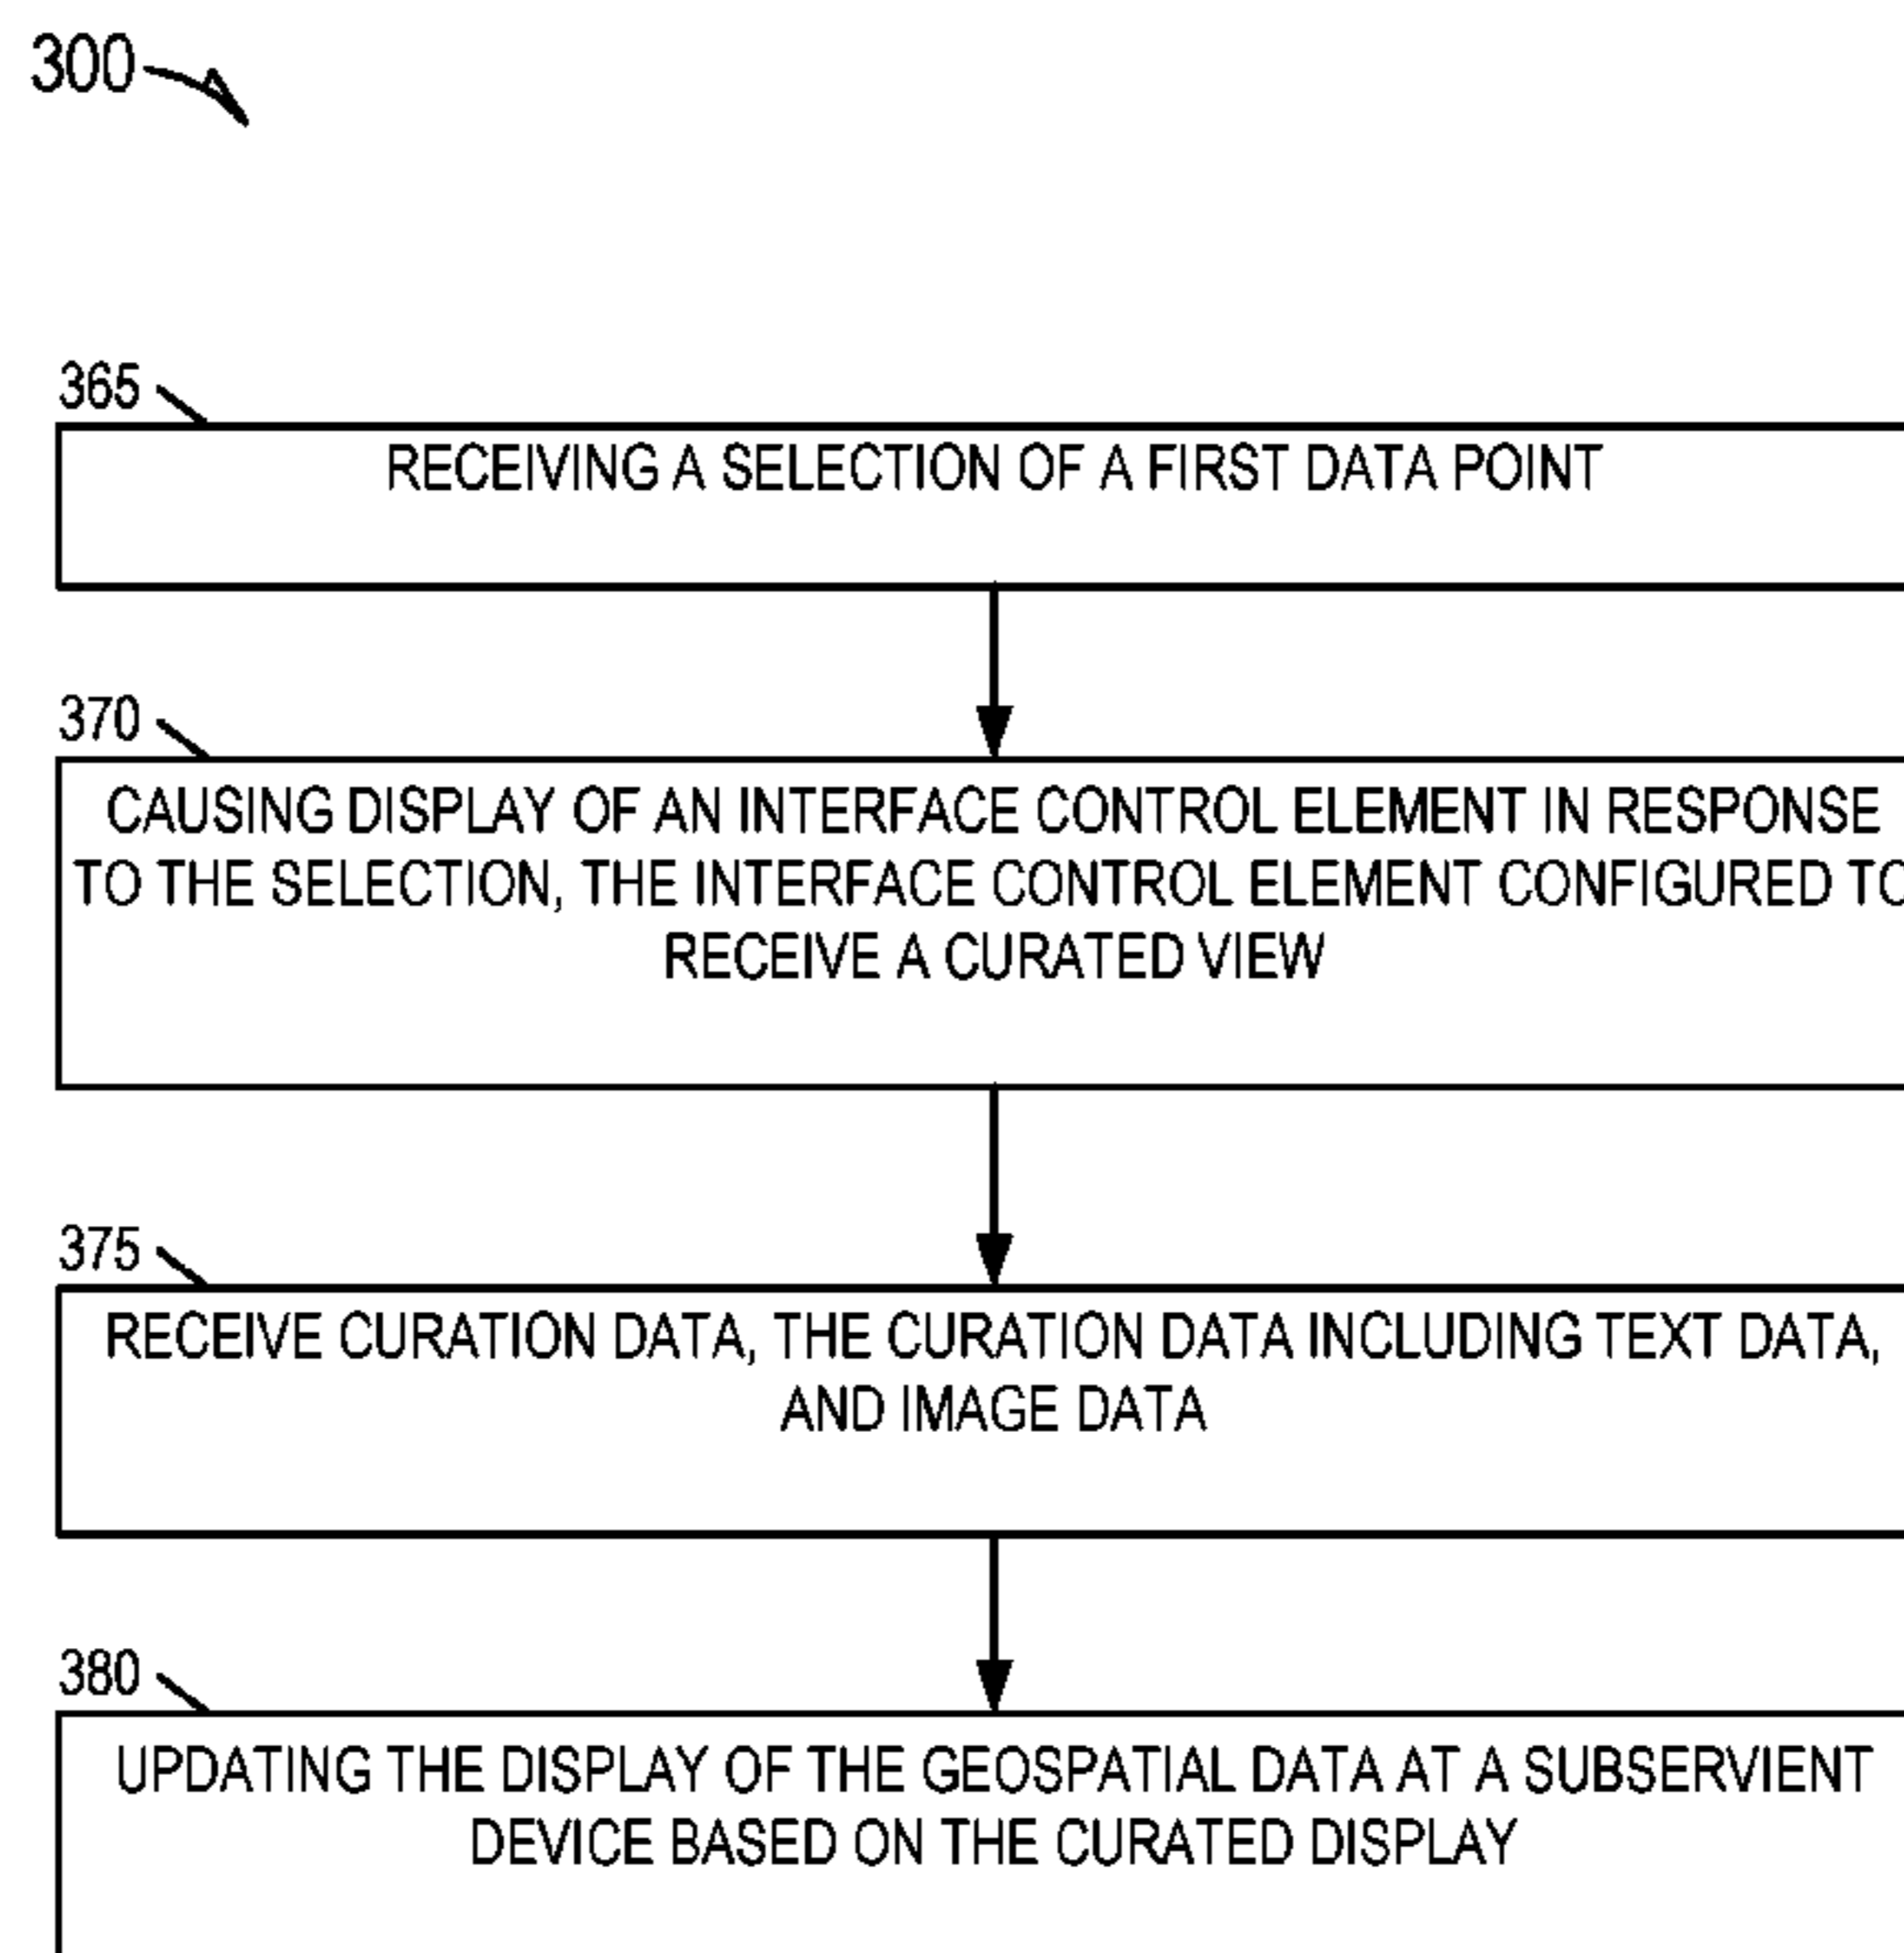 300
365
RECEIVING A SELECTION OF A FIRST DATA POINT
370
CAUSING DISPLAY OF AN INTERFACE CONTROL ELEMENT IN RESPONSE
TO THE SELECTION, THE INTERFACE CONTROL ELEMENT CONFIGURED TO
RECEIVE A CURATED VIEW
375
RECEIVE CURATION DATA, THE CURATION DATA INCLUDING TEXT DATA,
AND IMAGE DATA
380
UPDATING THE DISPLAY OF THE GEOSPATIAL DATA AT A SUBSERVIENT
DEVICE BASED ON THE CURATED DISPLAY